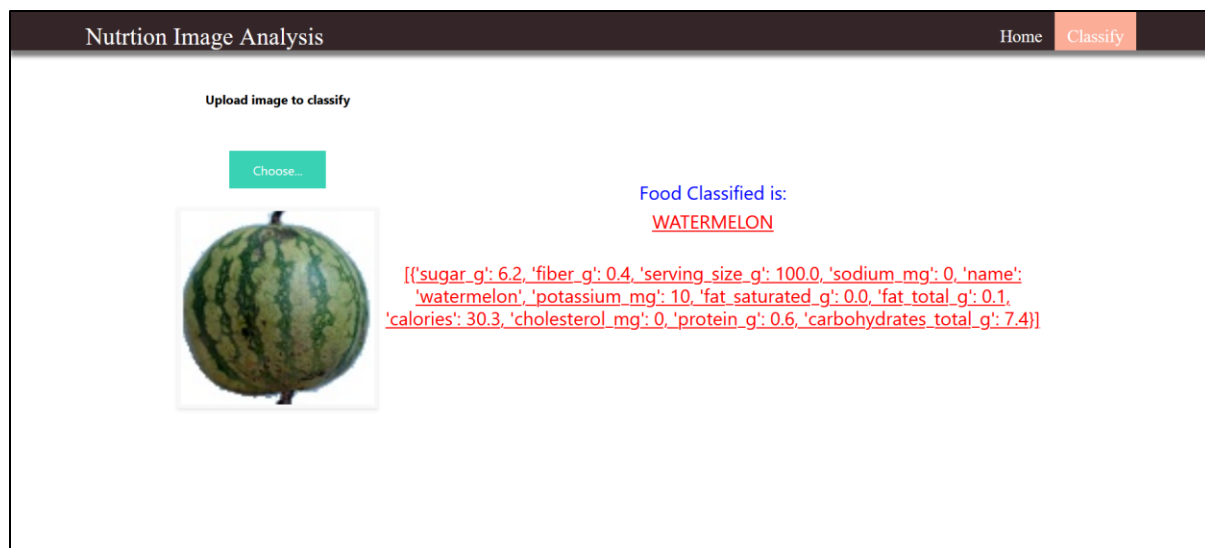 Nutrtion Image Analysis
Home
Classify
Upload image to classify
Choose...
Food Classified is:
WATERMELON
[{'sugar_g': 6.2, 'fiber_g': 0.4, 'serving_size_g': 100.0, 'sodium_mg': 0, 'name':
'watermelon', 'potassium_mg': 10, 'fat_saturated_g': 0.0, 'fat_total_g': 0.1,
'calories': 30.3, 'cholesterol_mg': 0, 'protein_g': 0.6, 'carbohydrates_total_g': 7.4}]